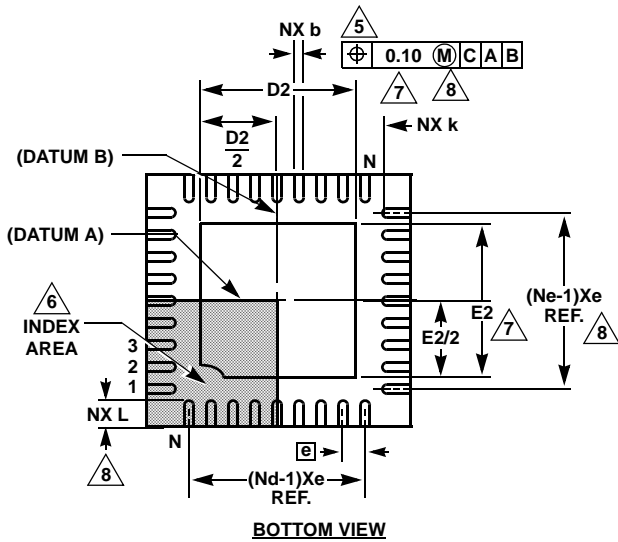 NX b
5
⌖ 0.10 Ⓜ C A B
D2
7
8
D2
2
NX k
(DATUM B)
N
(DATUM A)
6
INDEX
AREA
3
2
1
NX L
8
N
E2/2
E2
7
(Ne-1)Xe
REF.
8
e
(Nd-1)Xe
REF.
BOTTOM VIEW